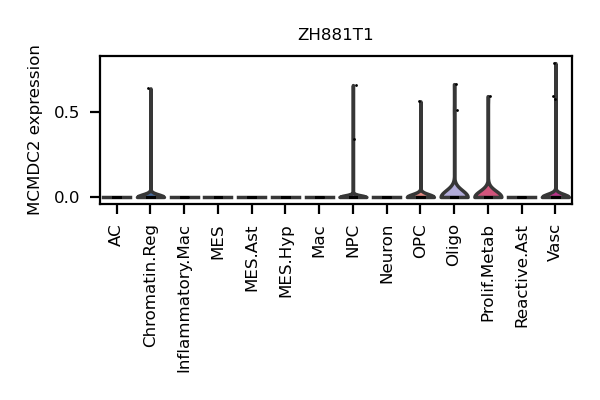 ZH881T1
MCMDC2 expression
0.5
0.0
AC
Chromatin.Reg
Inflammatory.Mac
MES
MES.Ast
MES.Hyp
Mac
NPC
Neuron
OPC
Oligo
Prolif.Metab
Reactive.Ast
Vasc